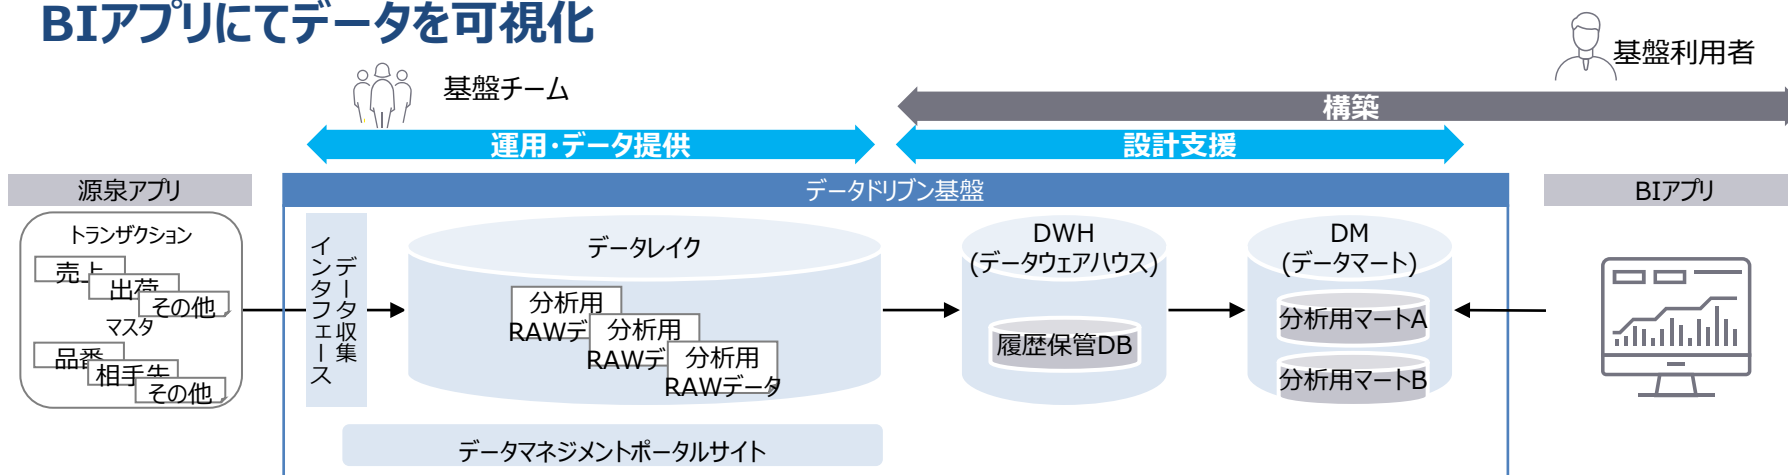 BIアプリにてデータを可視化
基盤利用者
基盤チーム
構築
運用・データ提供
設計支援
源泉アプリ
データドリブン基盤
BIアプリ
トランザクション
売上
出荷
その他
マスタ
品番
相手先
その他
データ収集
インタフェース
データレイク
分析用
RAWデ
分析用
RAWデ
分析用
RAWデータ
DWH
(データウェアハウス)
履歴保管DB
DM
(データマート)
分析用マートA
分析用マートB
データマネジメントポータルサイト